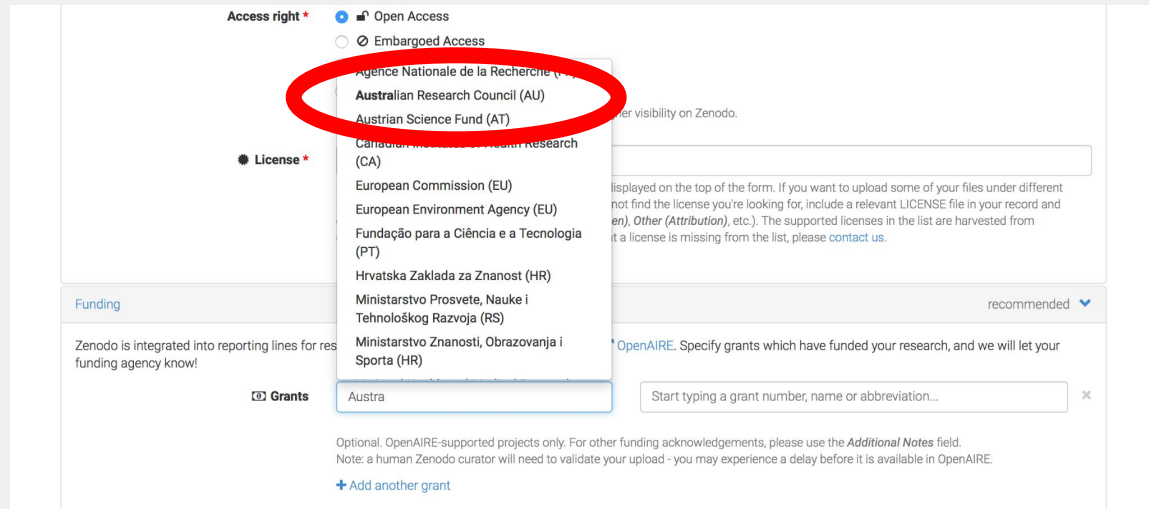 Access right *
Open Access
Embargoed Access
Agence Nationale de la Recherche
Australian Research Council (AU)
Austrian Science Fund (AT)
visibility on Zenodo.
Canadian Institutes of Health Research
(CA)
License *
European Commission (EU)
displayed on the top of the form. If you want to upload some of your files under different
European Environment Agency (EU)
not find the license you're looking for, include a relevant LICENSE file in your record and
Other (Attribution), etc.). The supported licenses in the list are harvested from
Fundação para a Ciência e a Tecnologia
(PT)
a license is missing from the list, please contact us.
Hrvatska Zaklada za Znanost (HR)
Ministarstvo Prosvete, Nauke i
Tehnološkog Razvoja (RS)
Funding
recommended
Ministarstvo Znanosti, Obrazovanja i
Sporta (HR)
Zenodo is integrated into reporting lines for
OpenAIRE. Specify grants which have funded your research, and we will let your
funding agency know!
Grants
Austra
Start typing a grant number, name or abbreviation...
Optional. OpenAIRE-supported projects only. For other funding acknowledgements, please use the Additional Notes field.
Note: a human Zenodo curator will need to validate your upload - you may experience a delay before it is available in OpenAIRE.
Add another grant